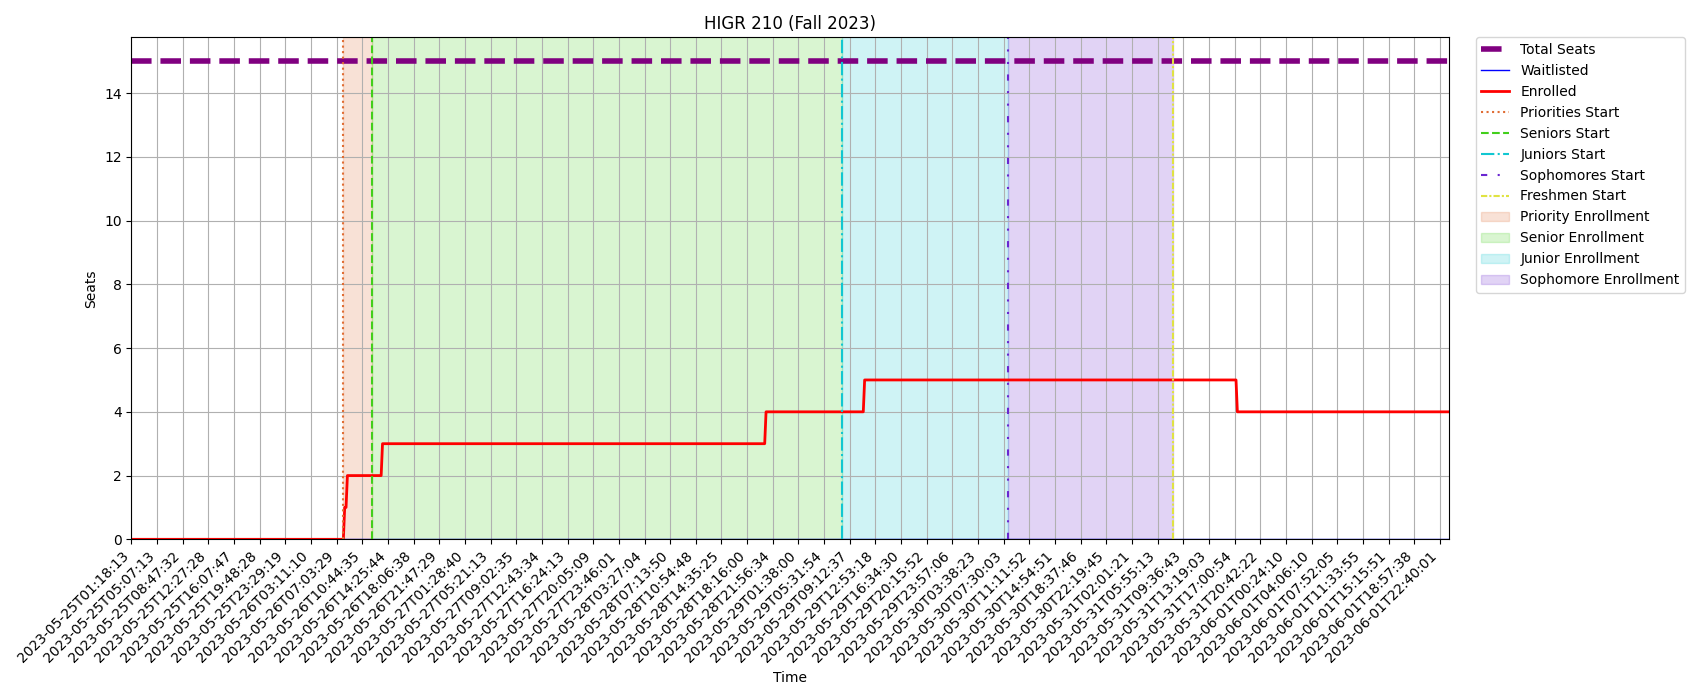 HIGR 210 (Fall 2023)
Total Seats
Waitlisted
Enrolled
Priorities Start
Seniors Start
Juniors Start
Sophomores Start
Freshmen Start
Priority Enrollment
Senior Enrollment
Junior Enrollment
Sophomore Enrollment
Seats
14
12
10
8
6
4
2
0
2023-05-25T01:18:13
2023-05-25T05:07:13
2023-05-25T08:47:32
2023-05-25T12:27:28
2023-05-25T16:07:47
2023-05-25T19:48:28
2023-05-25T23:29:19
2023-05-26T03:11:10
2023-05-26T07:03:29
2023-05-26T10:44:35
2023-05-26T14:25:44
2023-05-26T18:06:38
2023-05-26T21:47:29
2023-05-27T01:28:40
2023-05-27T05:21:13
2023-05-27T09:02:35
2023-05-27T12:43:34
2023-05-27T16:24:13
2023-05-27T20:05:09
2023-05-27T23:46:01
2023-05-28T03:27:04
2023-05-28T07:13:50
2023-05-28T10:54:48
2023-05-28T14:35:25
2023-05-28T18:16:00
2023-05-28T21:56:34
2023-05-29T01:38:00
2023-05-29T05:31:54
2023-05-29T09:12:37
2023-05-29T12:53:18
2023-05-29T16:34:30
2023-05-29T20:15:52
2023-05-29T23:57:06
2023-05-30T03:38:23
2023-05-30T07:30:03
2023-05-30T11:11:52
2023-05-30T14:54:51
2023-05-30T18:37:46
2023-05-30T22:19:45
2023-05-31T02:01:21
2023-05-31T05:55:13
2023-05-31T09:36:43
2023-05-31T13:19:03
2023-05-31T17:00:54
2023-05-31T20:42:22
2023-06-01T00:24:10
2023-06-01T04:06:10
2023-06-01T07:52:05
2023-06-01T11:33:55
2023-06-01T15:15:51
2023-06-01T18:57:38
2023-06-01T22:40:01
Time